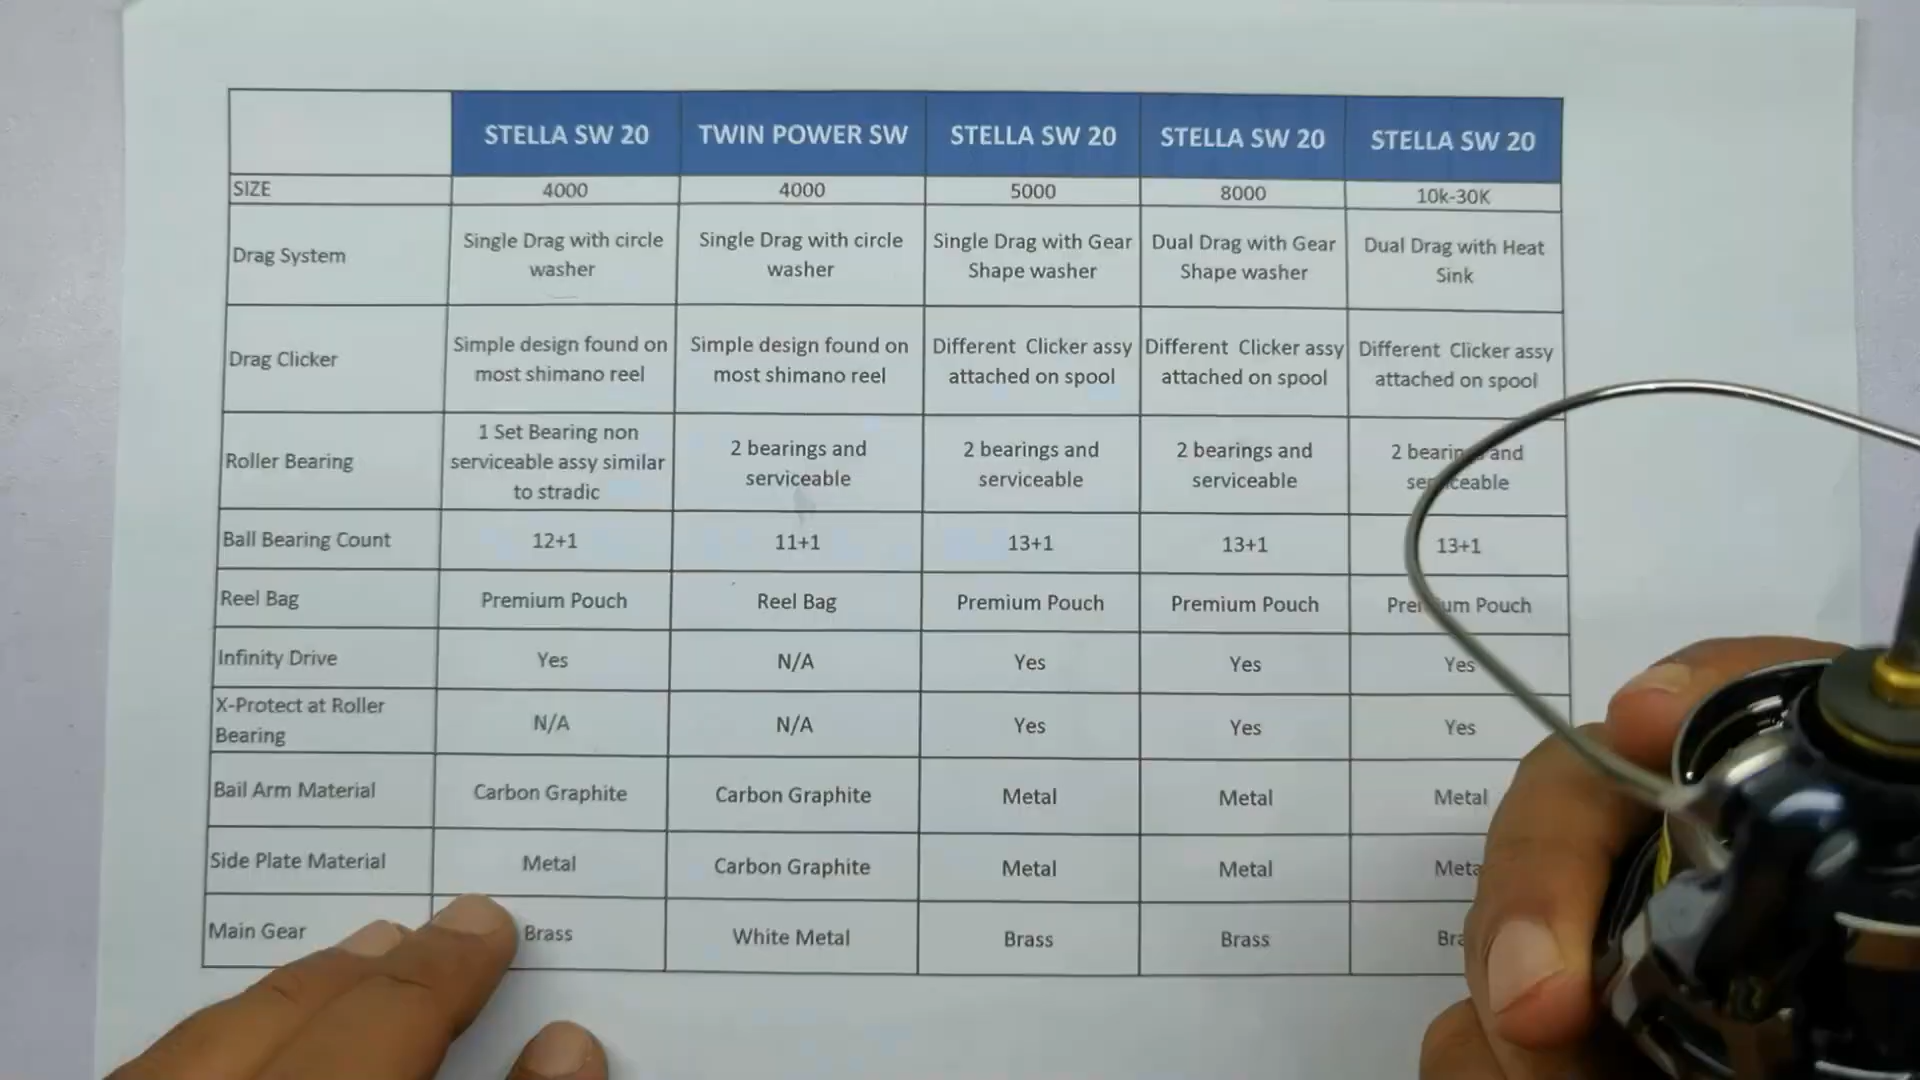 STELLA SW 20 TWIN POWER SW STELLA SW 20 STELLA SW 20 STELLA SW 20
SIZE 4000 4000 5000 8000 10k-30K
Drag System Single Drag with circle washer Single Drag with circle washer Single Drag with Gear Shape washer Dual Drag with Gear Shape washer Dual Drag with Heat Sink
Drag Clicker Simple design found on most shimano reel Simple design found on most shimano reel Different Clicker assy attached on spool Different Clicker assy attached on spool Different Clicker assy attached on spool
Roller Bearing 1 Set Bearing non serviceable assy similar to stradic 2 bearings and serviceable 2 bearings and serviceable 2 bearings and serviceable 2 bearings and serviceable
Ball Bearing Count 12+1 11+1 13+1 13+1 13+1
Reel Bag Premium Pouch Reel Bag Premium Pouch Premium Pouch Premium Pouch
Infinity Drive Yes N/A Yes Yes Yes
X-Protect at Roller Bearing N/A N/A Yes Yes Yes
Bail Arm Material Carbon Graphite Carbon Graphite Metal Metal Metal
Side Plate Material Metal Carbon Graphite Metal Metal Meta
Main Gear Brass White Metal Brass Brass Bra